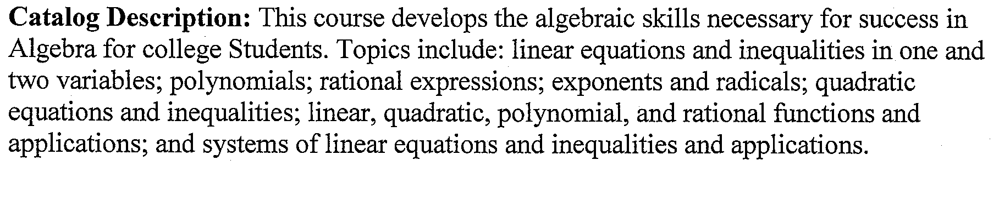 Catalog Description: This course develops the algebraic skills necessary for success in
Algebra for college Students. Topics include: linear equations and inequalities in one and
two variables; polynomials; rational expressions; exponents and radicals; quadratic
equations and inequalities; linear, quadratic, polynomial, and rational functions and
applications; and systems of linear equations and inequalities and applications.